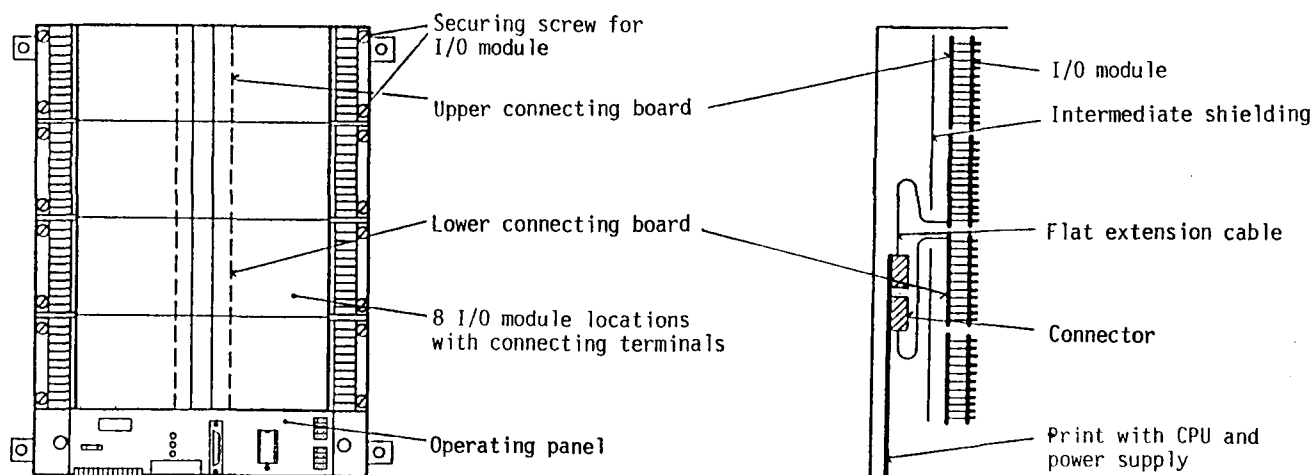 Securing screw for
I/O module
Upper connecting board
Lower connecting board
8 I/O module locations
with connecting terminals
Operating panel
I/O module
Intermediate shielding
Flat extension cable
Connector
Print with CPU and
power supply